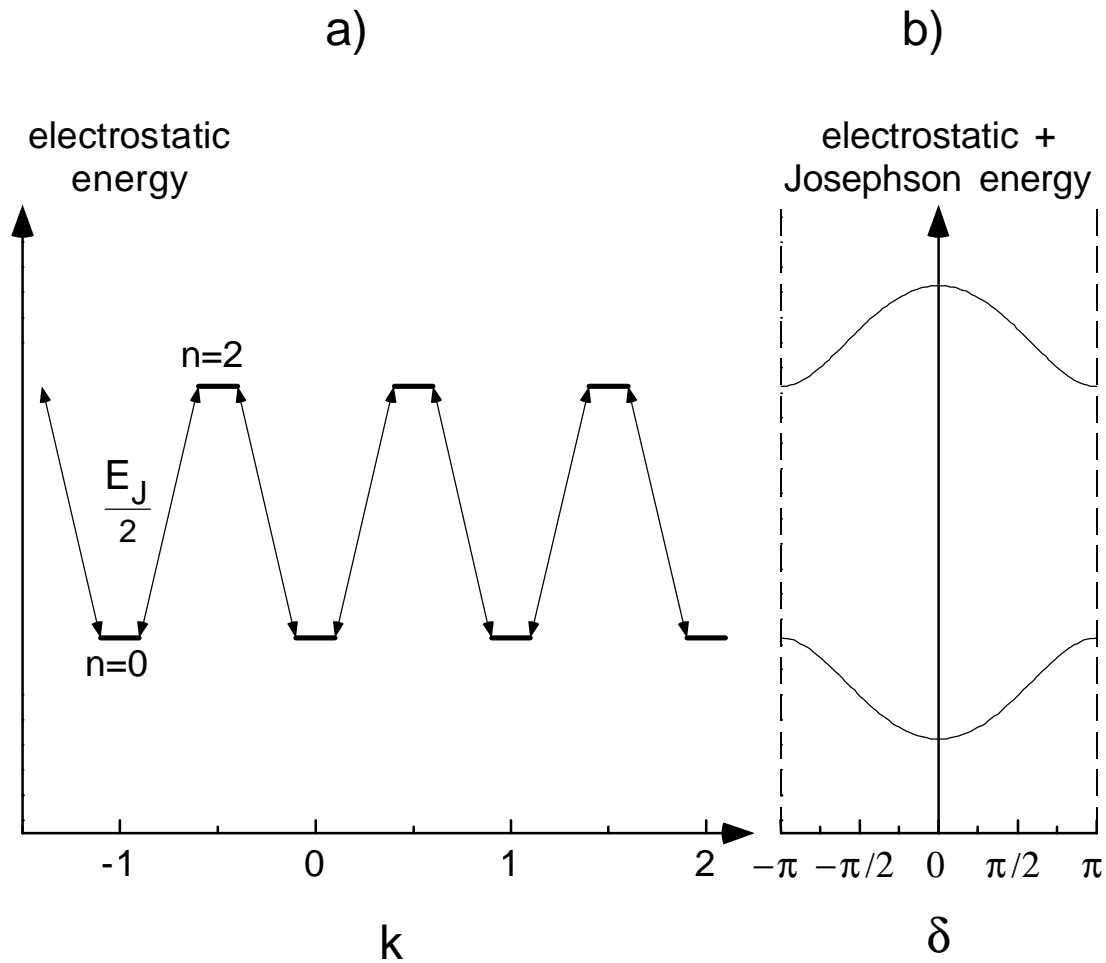 a)
electrostatic
energy
n=2
E_J
2
n=0
-1 0 1 2
k
b)
electrostatic +
Josephson energy
−π −π/2 0 π/2 π
δ